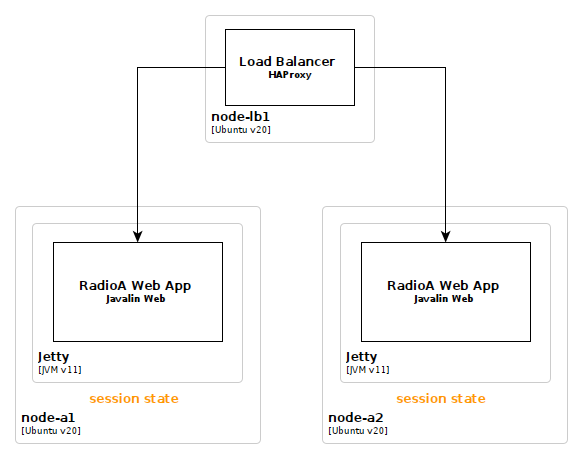 Load Balancer
HAProxy
node-lb1
[Ubuntu v20]
RadioA Web App
Javalin Web
Jetty
[JVM v11]
session state
node-a1
[Ubuntu v20]
RadioA Web App
Javalin Web
Jetty
[JVM v11]
session state
node-a2
[Ubuntu v20]